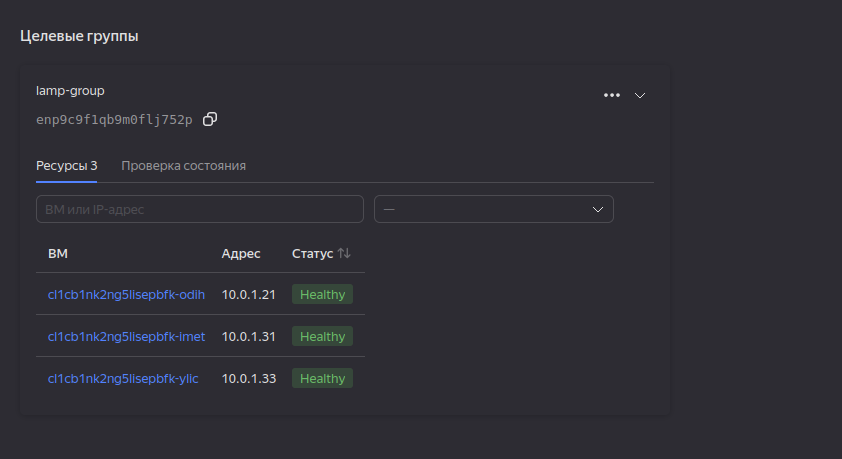 Целевые группы
lamp-group
enp9c9f1qb9m0flj752p
Ресурсы 3 Проверка состояния
ВМ или IP-адрес —
ВМ Адрес Статус
cl1cb1nk2ng5lisepbfk-odih 10.0.1.21 Healthy
cl1cb1nk2ng5lisepbfk-imet 10.0.1.31 Healthy
cl1cb1nk2ng5lisepbfk-ylic 10.0.1.33 Healthy